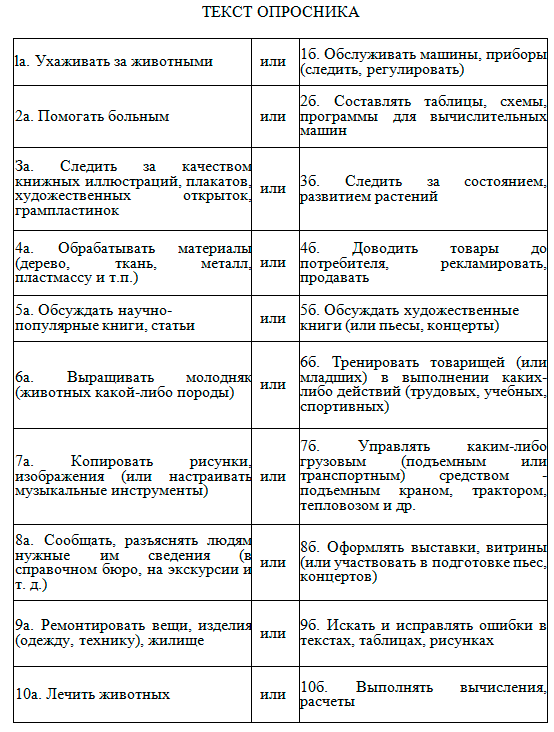 ТЕКСТ ОПРОСНИКА
1а. Ухаживать за животными
или
1б. Обслуживать машины, приборы
(следить, регулировать)
2а. Помогать больным
или
2б. Составлять таблицы, схемы,
программы для вычислительных
машин
3а. Следить за качеством
книжных иллюстраций, плакатов,
художественных открыток,
грампластинок
или
3б. Следить за состоянием,
развитием растений
4а. Обрабатывать материалы
(дерево, ткань, металл,
пластмассу и т.п.)
или
4б. Доводить товары до
потребителя, рекламировать,
продавать
5а. Обсуждать научно-
популярные книги, статьи
или
5б. Обсуждать художественные
книги (или пьесы, концерты)
6а. Выращивать молодняк
(животных какой-либо породы)
или
6б. Тренировать товарищей (или
младших) в выполнении каких-
либо действий (трудовых, учебных,
спортивных)
7а. Копировать рисунки,
изображения (или настраивать
музыкальные инструменты)
или
7б. Управлять каким-либо
грузовым (подъемным или
транспортным) средством -
подъемным краном, трактором,
тепловозом и др.
8а. Сообщать, разъяснять людям
нужные им сведения (в
справочном бюро, на экскурсии и
т. д.)
или
8б. Оформлять выставки, витрины
(или участвовать в подготовке пьес,
концертов)
9а. Ремонтировать вещи, изделия
(одежду, технику), жилище
или
9б. Искать и исправлять ошибки в
текстах, таблицах, рисунках
10а. Лечить животных
или
10б. Выполнять вычисления,
расчеты